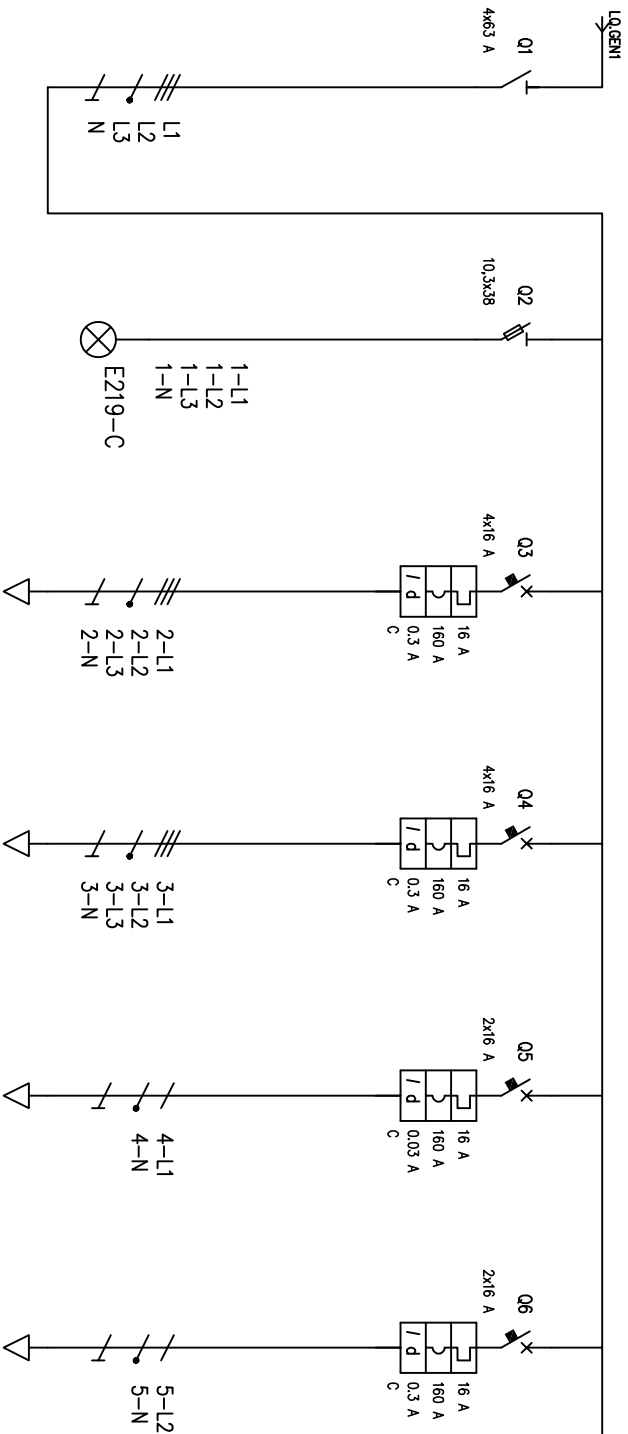 LQ.GEN1
Q1
4x63 A
L1
L2
L3
N
Q2
10,3x38
1-L1
1-L2
1-L3
1-N
E219-C
Q3
4x16 A
16 A
160 A
I d
0.3 A
C
2-L1
2-L2
2-L3
2-N
Q4
4x16 A
16 A
160 A
I d
0.3 A
C
3-L1
3-L2
3-L3
3-N
Q5
2x16 A
16 A
160 A
I d
0.03 A
C
4-L1
4-N
Q6
2x16 A
16 A
160 A
I d
0.3 A
C
5-L2
5-N